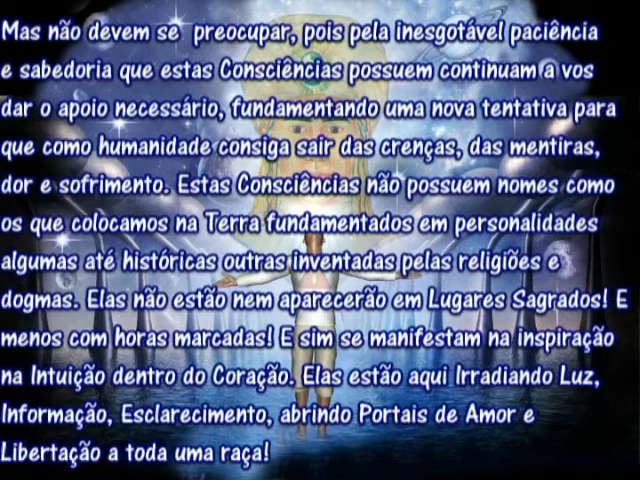 Mas não devem se  preocupar, pois pela inesgotável paciência
e sabedoria que estas Consciências possuem continuam a vos
dar o apoio necessário, fundamentando uma nova tentativa para
que como humanidade consiga sair das crenças, das mentiras,
dor e sofrimento. Estas Consciências não possuem nomes como
os que colocamos na Terra fundamentados em personalidades
algumas até históricas outras inventadas pelas religiões e
dogmas. Elas não estão nem aparecerão em Lugares Sagrados! E
menos com horas marcadas! E sim se manifestam na inspiração
na Intuição dentro do Coração. Elas estão aqui Irradiando Luz,
Informação, Esclarecimento, abrindo Portais de Amor e
Libertação a toda uma raça!